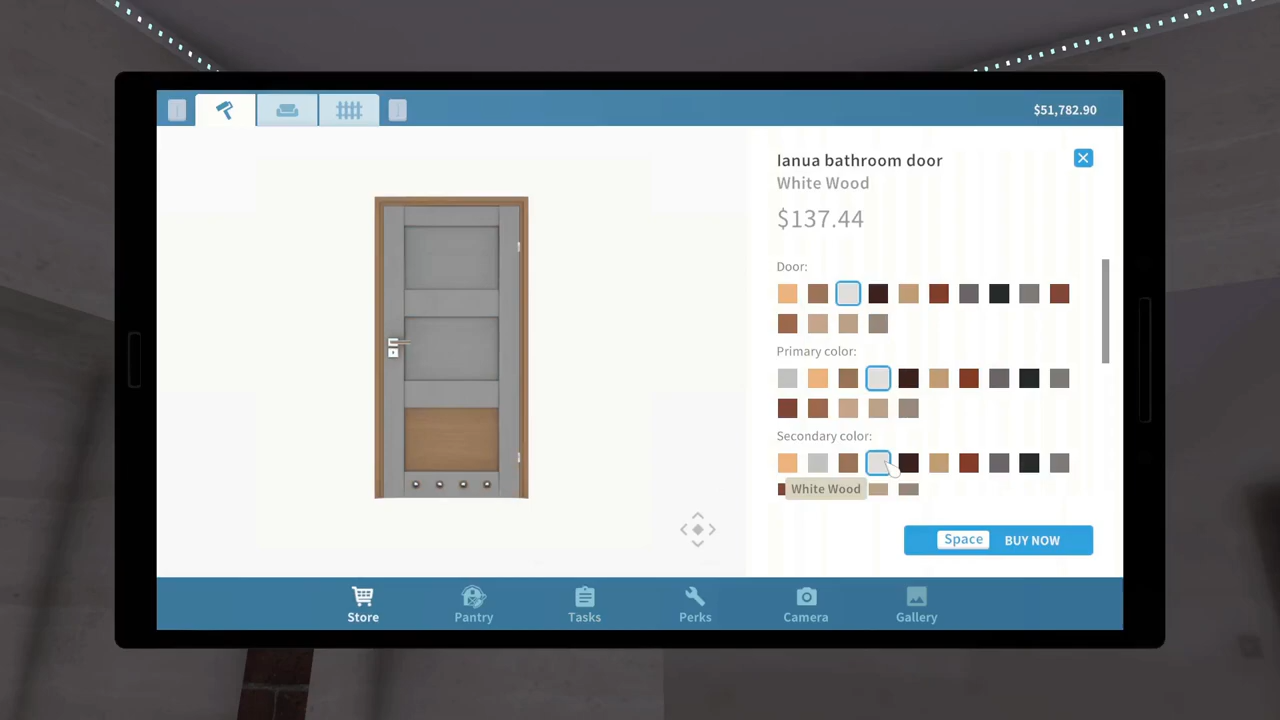 $51,782.90
Ianua bathroom door
White Wood
$137.44
Door:
Primary color:
Secondary color:
White Wood
Space BUY NOW
Store Pantry Tasks Perks Camera Gallery